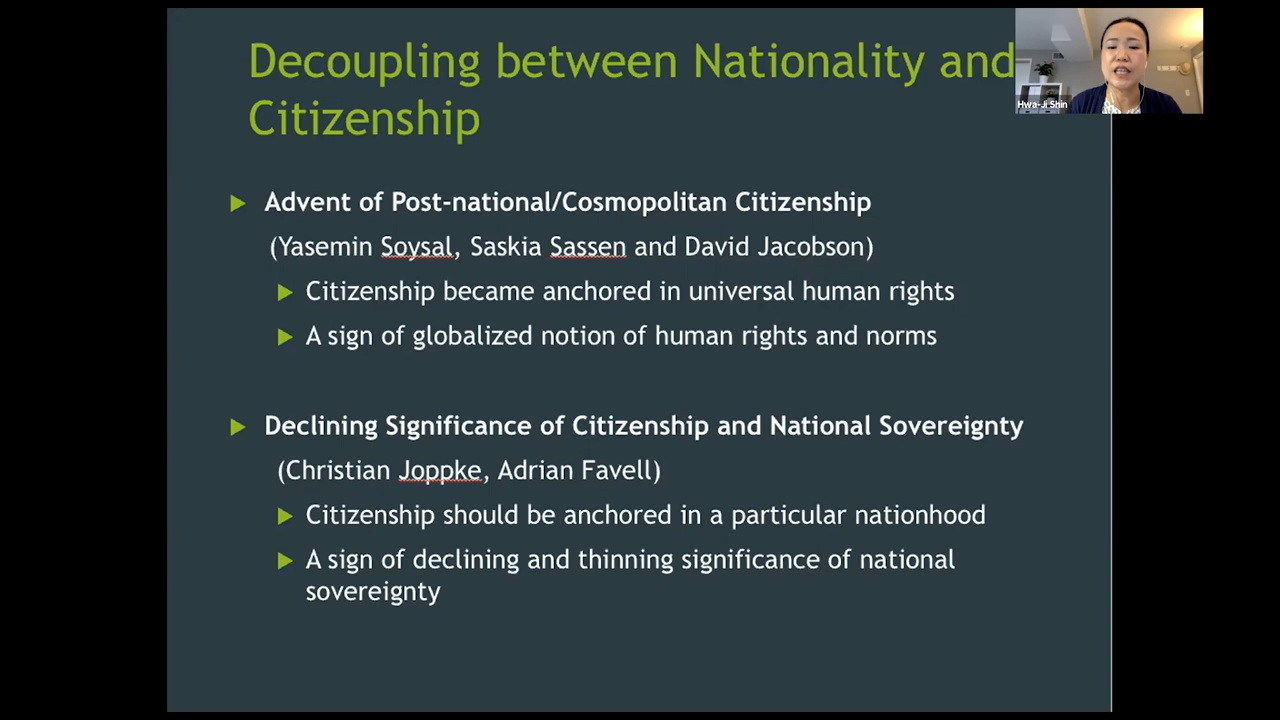 Decoupling between Nationality and
Citizenship
Hwa-Ji Shin
Advent of Post-national/Cosmopolitan Citizenship
(Yasemin Soysal, Saskia Sassen and David Jacobson)
Citizenship became anchored in universal human rights
A sign of globalized notion of human rights and norms
Declining Significance of Citizenship and National Sovereignty
(Christian Joppke, Adrian Favell)
Citizenship should be anchored in a particular nationhood
A sign of declining and thinning significance of national
sovereignty